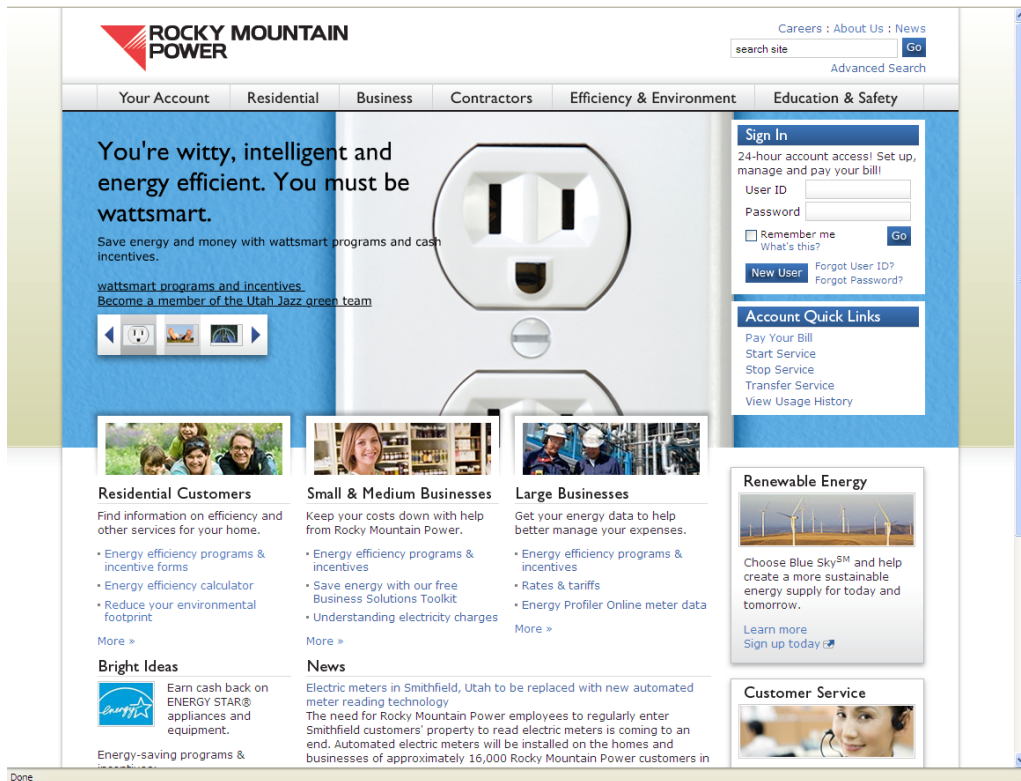 ROCKY MOUNTAIN
POWER
Careers : About Us : News
search site
Go
Advanced Search
Your Account
Residential
Business
Contractors
Efficiency & Environment
Education & Safety
You're witty, intelligent and
energy efficient. You must be
wattsmart.
Save energy and money with wattsmart programs and cash
incentives.
wattsmart programs and incentives
Become a member of the Utah Jazz green team
Sign In
24-hour account access! Set up,
manage and pay your bill!
User ID
Password
Remember me
What's this?
Go
New User
Forgot User ID?
Forgot Password?
Account Quick Links
Pay Your Bill
Start Service
Stop Service
Transfer Service
View Usage History
Residential Customers
Find information on efficiency and
other services for your home.
• Energy efficiency programs &
incentive forms
• Energy efficiency calculator
• Reduce your environmental
footprint
More »
Small & Medium Businesses
Keep your costs down with help
from Rocky Mountain Power.
• Energy efficiency programs &
incentives
• Save energy with our free
Business Solutions Toolkit
• Understanding electricity charges
More »
Large Businesses
Get your energy data to help
better manage your expenses.
• Energy efficiency programs &
incentives
• Rates & tariffs
• Energy Profiler Online meter data
More »
Renewable Energy
Choose Blue Sky℠ and help
create a more sustainable
energy supply for today and
tomorrow.
Learn more
Sign up today
Bright Ideas
energy
Earn cash back on
ENERGY STAR®
appliances and
equipment.
Energy-saving programs &
incentives:
News
Electric meters in Smithfield, Utah to be replaced with new automated
meter reading technology
The need for Rocky Mountain Power employees to regularly enter
Smithfield customers' property to read electric meters is coming to an
end. Automated electric meters will be installed on the homes and
businesses of approximately 16,000 Rocky Mountain Power customers in
Customer Service
Done